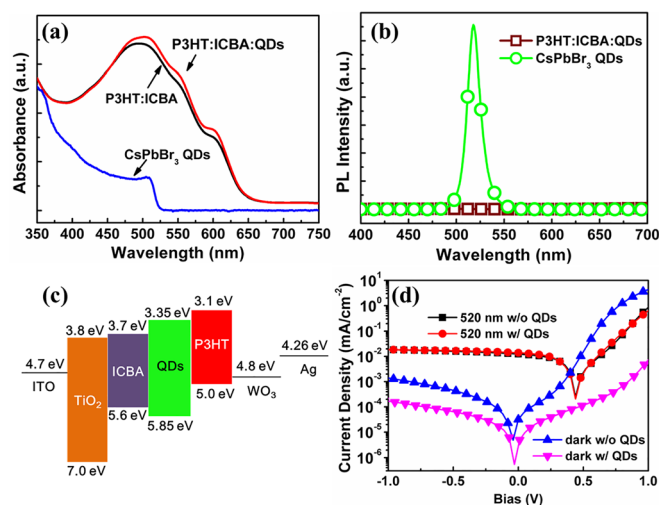 (a)
P3HT:ICBA:QDs
P3HT:ICBA
CsPbBr3 QDs
Absorbance (a.u.)
350 400 450 500 550 600 650 700 750
Wavelength (nm)
(b)
P3HT:ICBA:QDs
CsPbBr3 QDs
PL Intensity (a.u.)
400 450 500 550 600 650 700
Wavelength (nm)
(c)
3.1 eV
3.35 eV
3.7 eV
3.8 eV
4.26 eV
4.7 eV
P3HT
ICBA
QDs
Ag
4.8 eV
ITO
TiO2
5.0 eV
WO3
5.6 eV
5.85 eV
7.0 eV
(d)
10^1
10^0
10^-1
10^-2
10^-3
10^-4
10^-5
10^-6
Current Density (mA/cm^-2)
520 nm w/o QDs
520 nm w/ QDs
dark w/o QDs
dark w/ QDs
-1.0 -0.5 0.0 0.5 1.0
Bias (V)